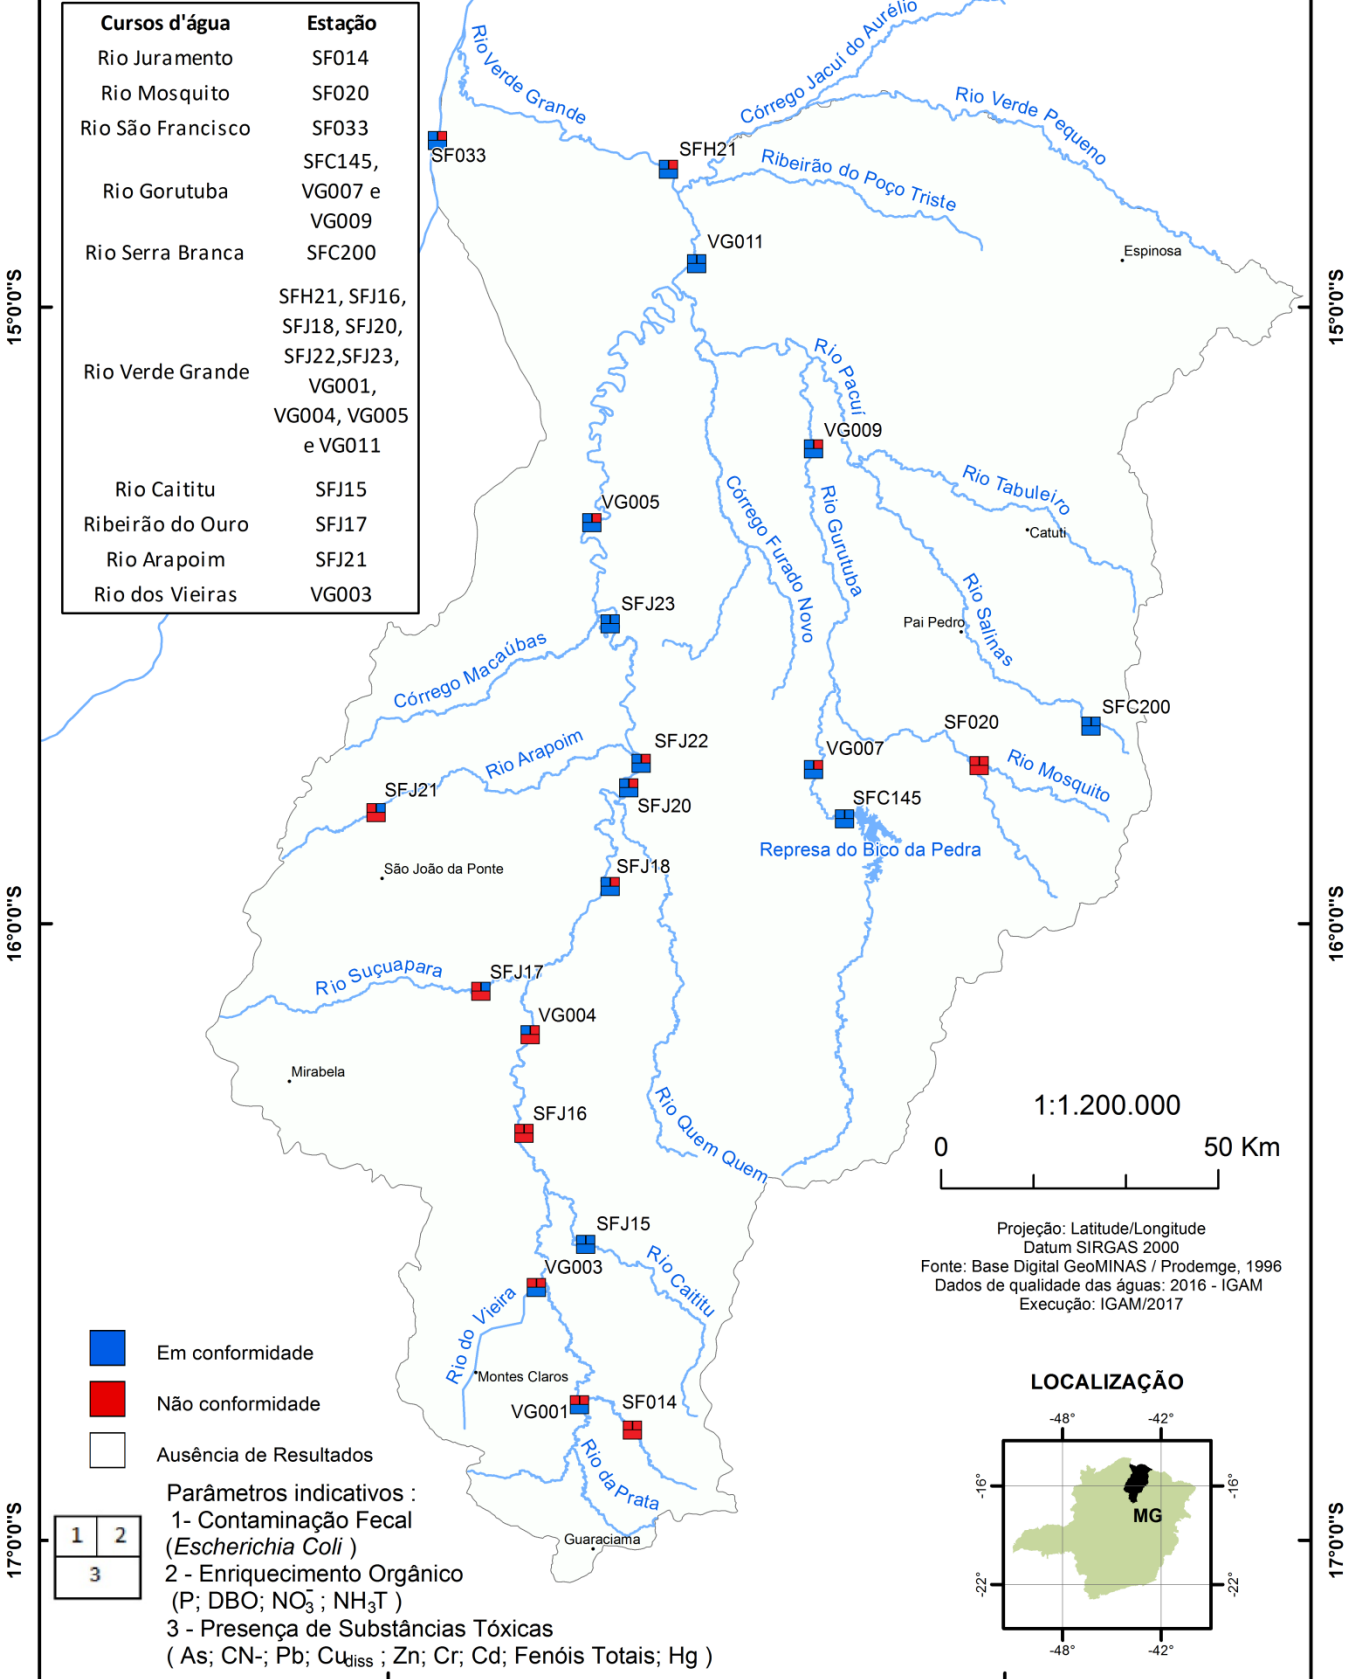 Cursos d'água Estação
Rio Juramento SF014
Rio Mosquito SF020
Rio São Francisco SF033
Rio Gorutuba SFC145, VG007 e VG009
Rio Serra Branca SFC200
Rio Verde Grande SFH21, SFJ16, SFJ18, SFJ20, SFJ22,SFJ23, VG001, VG004, VG005 e VG011
Rio Caititu SFJ15
Ribeirão do Ouro SFJ17
Rio Arapoim SFJ21
Rio dos Vieiras VG003
Rio Verde Grande
Córrego Jacuí do Aurélio
Rio Verde Pequeno
SF033
SFH21
Ribeirão do Poço Triste
VG011
Espinosa
15°0'0"S
15°0'0"S
Rio Pacuí
VG009
Rio Tabuleiro
Catuti
VG005
Córrego Furado Novo
Rio Gurutuba
SFJ23
Rio Salinas
Pai Pedro
Córrego Macaúbas
SFC200
SF020
SFJ22
VG007
Rio Arapoim
Rio Mosquito
SFJ21
SFJ20
SFC145
Represa do Bico da Pedra
São João da Ponte
SFJ18
16°0'0"S
16°0'0"S
Rio Suçuapara
SFJ17
VG004
Mirabela
SFJ16
Rio Quem Quem
1:1.200.000
0 50 Km
SFJ15
VG003
Rio Caititu
Rio do Vieira
Projeção: Latitude/Longitude
Datum SIRGAS 2000
Fonte: Base Digital GeoMINAS / Prodemge, 1996
Dados de qualidade das águas: 2016 - IGAM
Execução: IGAM/2017
Montes Claros
VG001
SF014
Rio da Prata
Guaraciama
Em conformidade
Não conformidade
Ausência de Resultados
Parâmetros indicativos :
1- Contaminação Fecal
(Escherichia Coli )
2 - Enriquecimento Orgânico
(P; DBO; NO3- ; NH3T )
3 - Presença de Substâncias Tóxicas
( As; CN-; Pb; Cudiss ; Zn; Cr; Cd; Fenóis Totais; Hg )
1 2
3
17°0'0"S
17°0'0"S
LOCALIZAÇÃO
-48° -42°
-16° -16°
MG
-22° -22°
-48° -42°